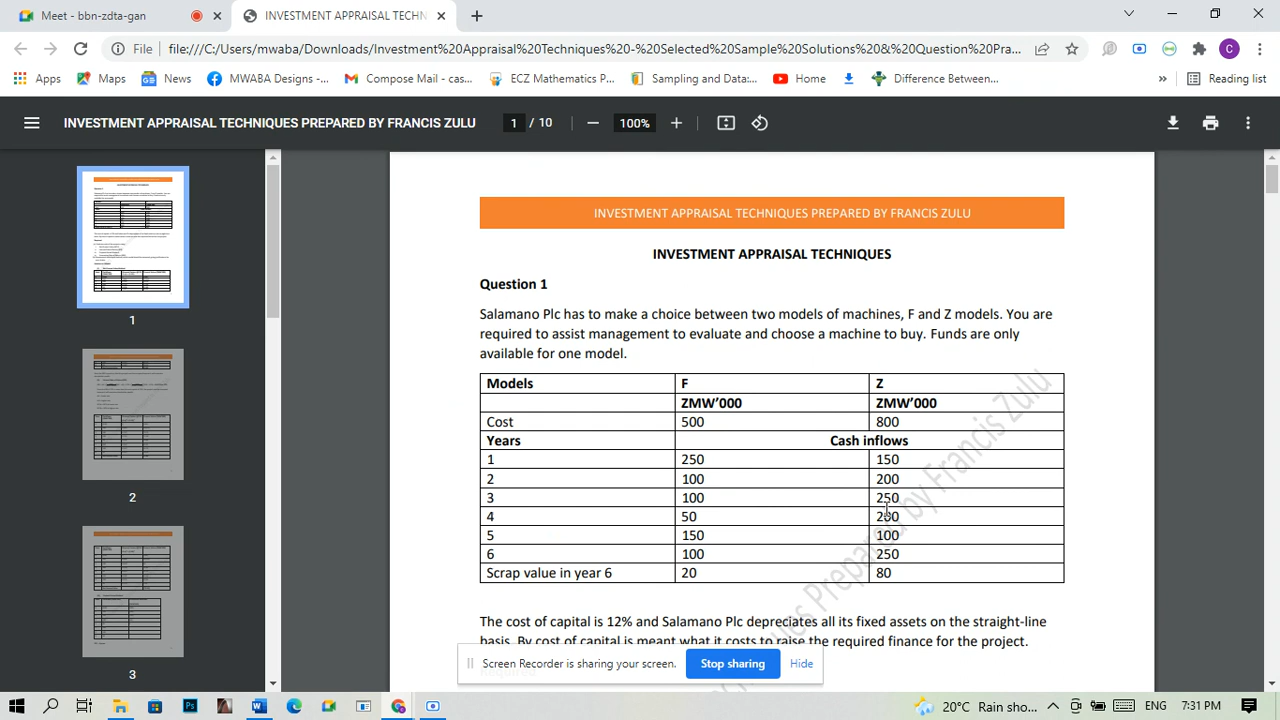 Meet - bbn-zdta-gan
INVESTMENT APPRAISAL TECHN
File
file:///C:/Users/mwaba/Downloads/Investment%20Appraisal%20Techniques%20-%20Selected%20Sample%20Solutions%20&%20Question%20Pra...
C
Apps
Maps
News
MWABA Designs -...
Compose Mail - kas...
ECZ Mathematics P...
Sampling and Data:...
Home
Difference Between...
»
Reading list
INVESTMENT APPRAISAL TECHNIQUES PREPARED BY FRANCIS ZULU
1 / 10
100%
1
2
3
INVESTMENT APPRAISAL TECHNIQUES PREPARED BY FRANCIS ZULU
INVESTMENT APPRAISAL TECHNIQUES
Question 1
Salamano Plc has to make a choice between two models of machines, F and Z models. You are
required to assist management to evaluate and choose a machine to buy. Funds are only
available for one model.
Models F Z
ZMW'000 ZMW'000
Cost 500 800
Years Cash inflows
1 250 150
2 100 200
3 100 250
4 50
5 150 100
6 100 250
Scrap value in year 6 20 80
The cost of capital is 12% and Salamano Plc depreciates all its fixed assets on the straight-line
basis. By cost of capital is meant what it costs to raise the required finance for the project.
Prepared by Francis Zulu
Screen Recorder is sharing your screen.
Stop sharing
Hide
20°C Rain sho...
7:31 PM